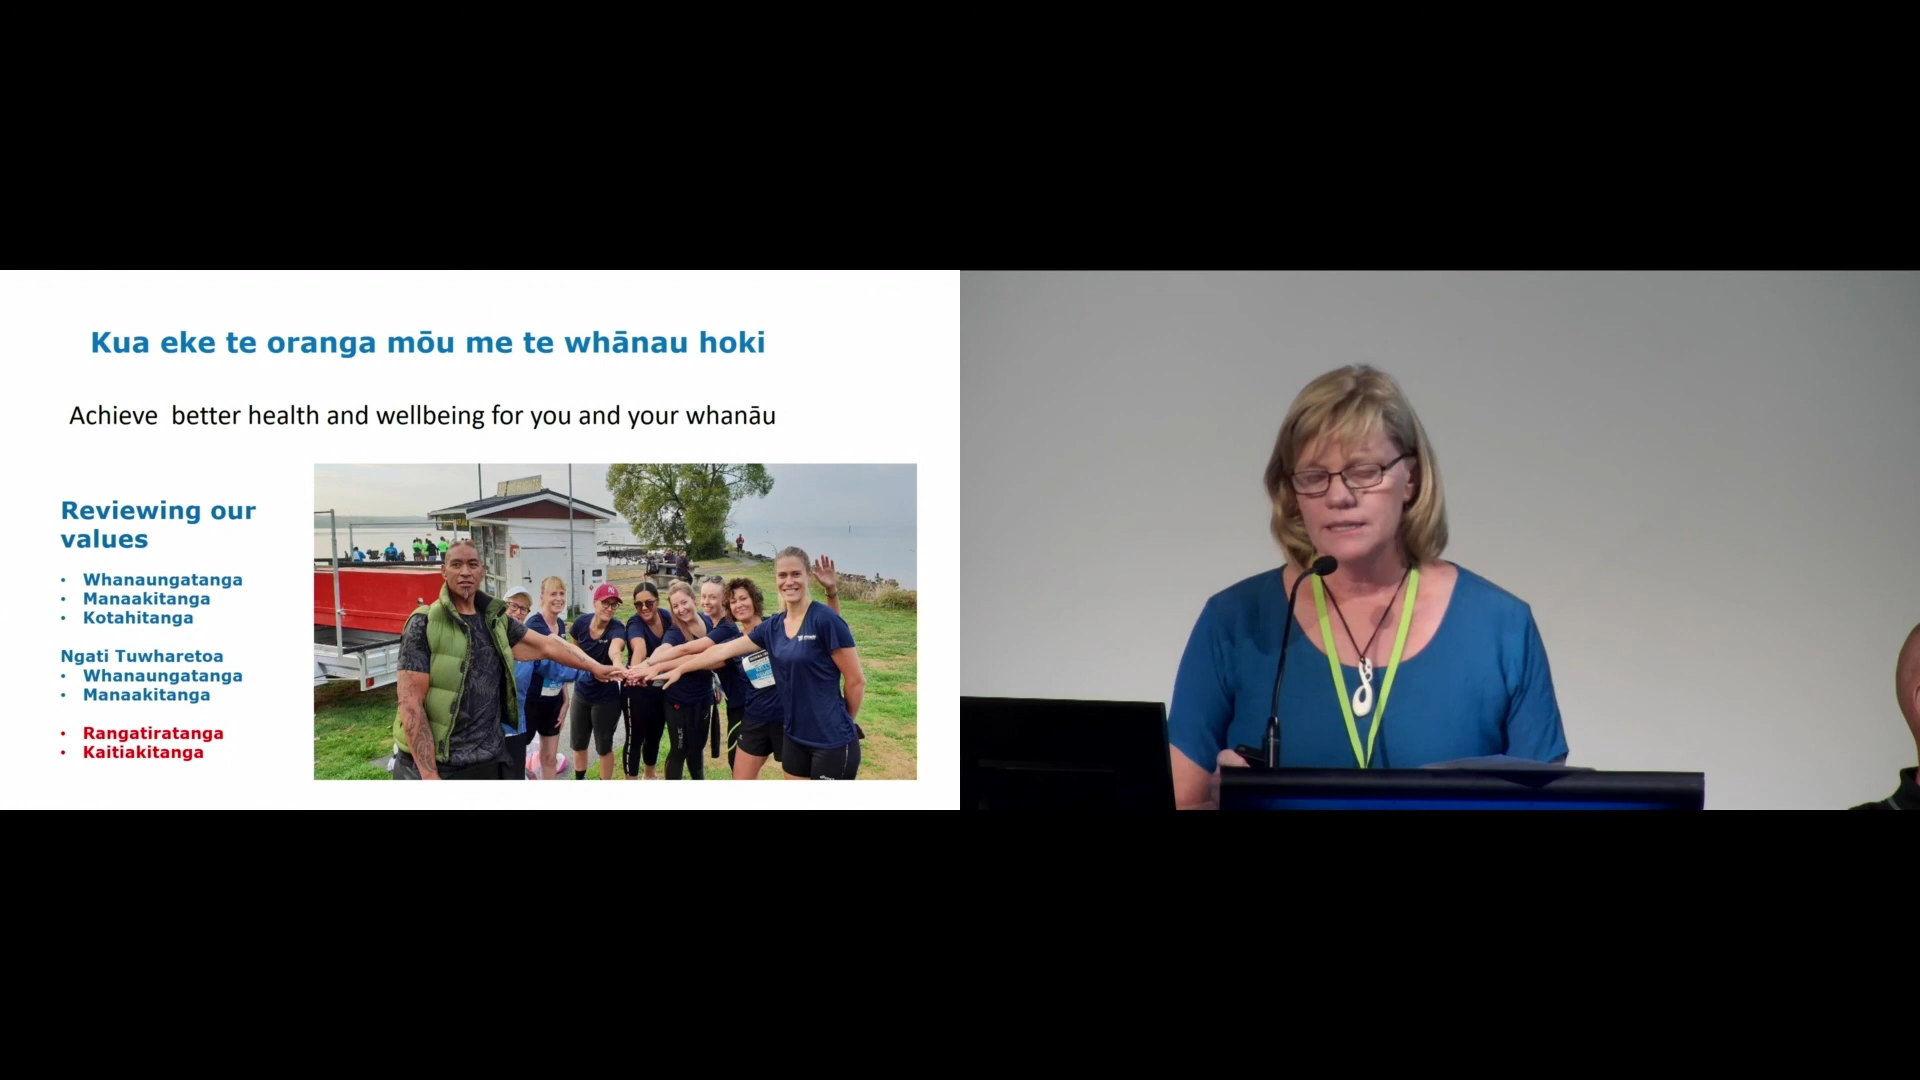 Kua eke te oranga mōu me te whānau hoki
Achieve better health and wellbeing for you and your whanāu
Reviewing our
values
• Whanaungatanga
• Manaakitanga
• Kotahitanga
Ngati Tuwharetoa
• Whanaungatanga
• Manaakitanga
• Rangatiratanga
• Kaitiakitanga